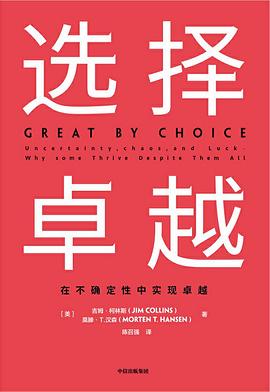 选择
GREAT BY CHOICE
Uncertainty,chaos,and Luck-
Why some Thrive Despite Them All
卓越
在不确定性中实现卓越
[美] 吉姆·柯林斯(JIM COLLINS)
莫滕·T.汉森(MORTEN T. HANSEN) 著
陈召强 译
中信出版集团